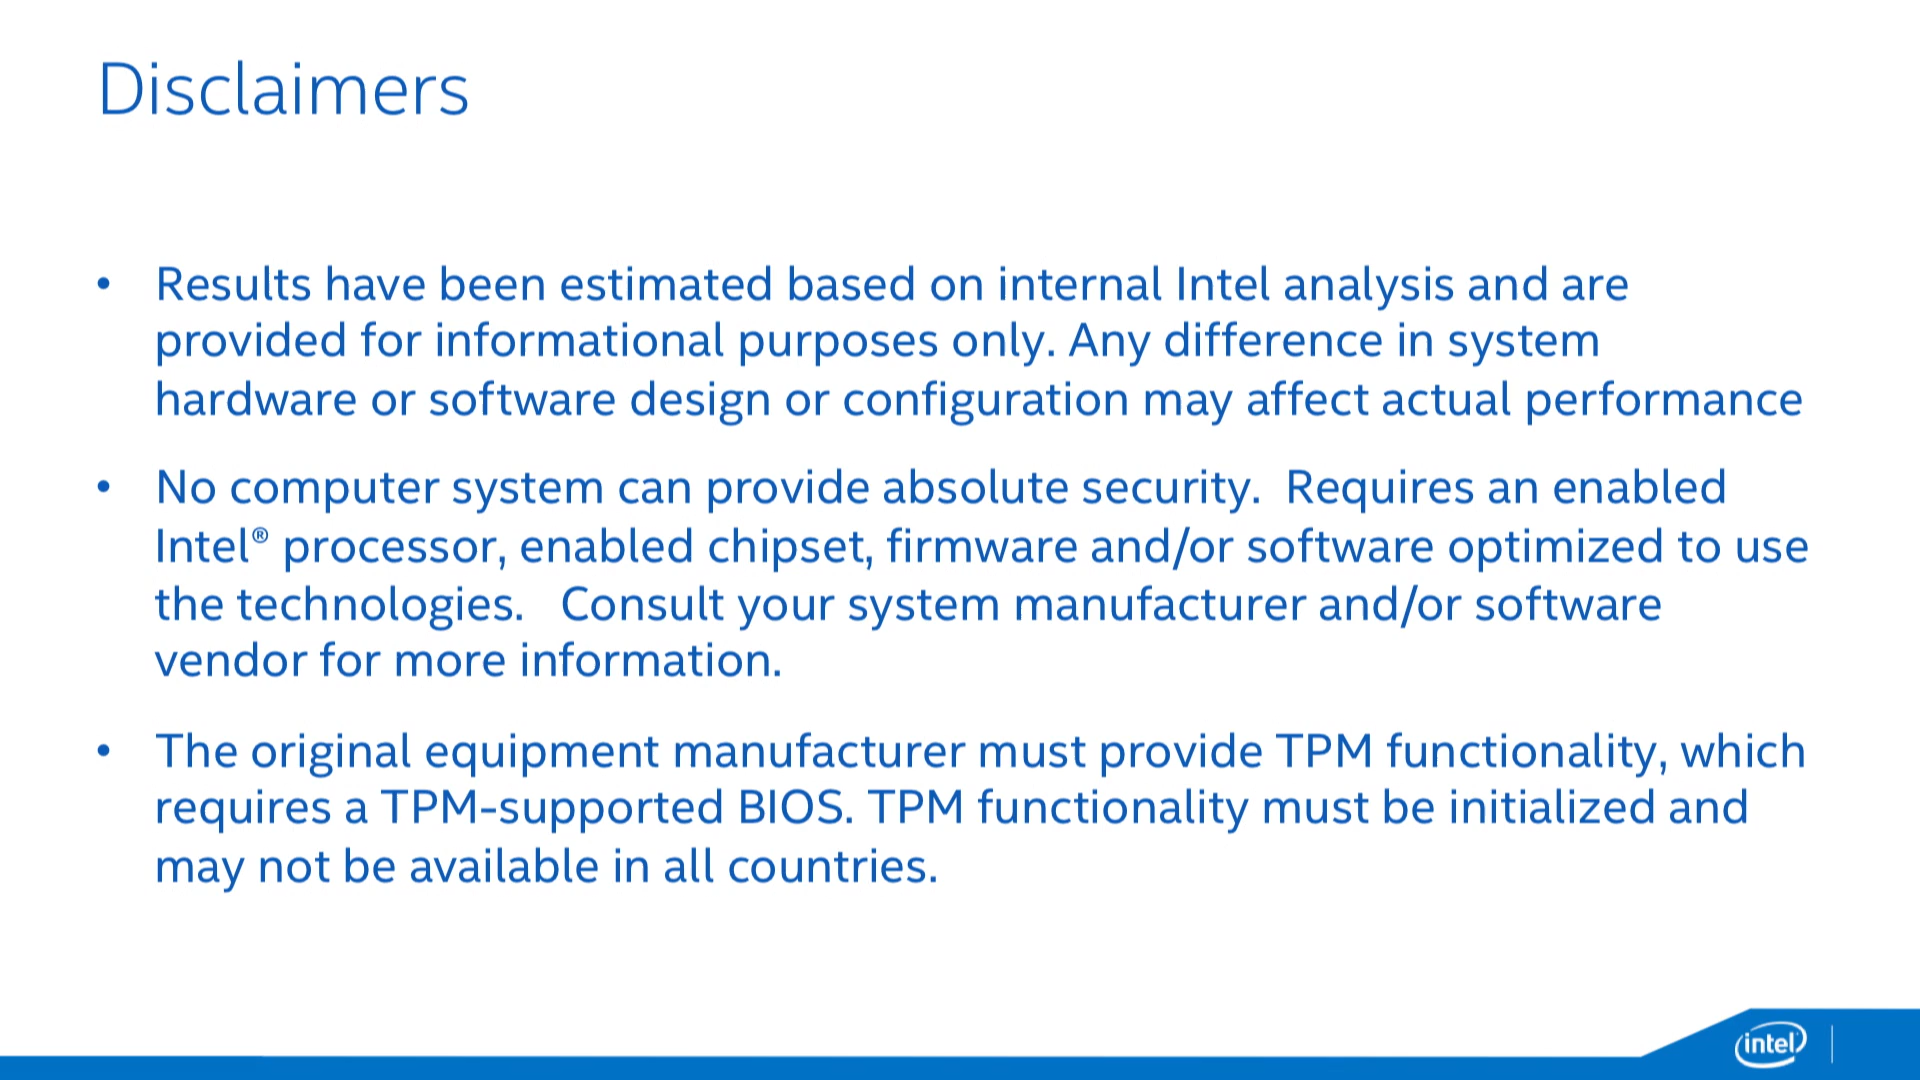 Disclaimers
• Results have been estimated based on internal Intel analysis and are
provided for informational purposes only. Any difference in system
hardware or software design or configuration may affect actual performance
• No computer system can provide absolute security.  Requires an enabled
Intel® processor, enabled chipset, firmware and/or software optimized to use
the technologies.   Consult your system manufacturer and/or software
vendor for more information.
• The original equipment manufacturer must provide TPM functionality, which
requires a TPM-supported BIOS. TPM functionality must be initialized and
may not be available in all countries.
intel